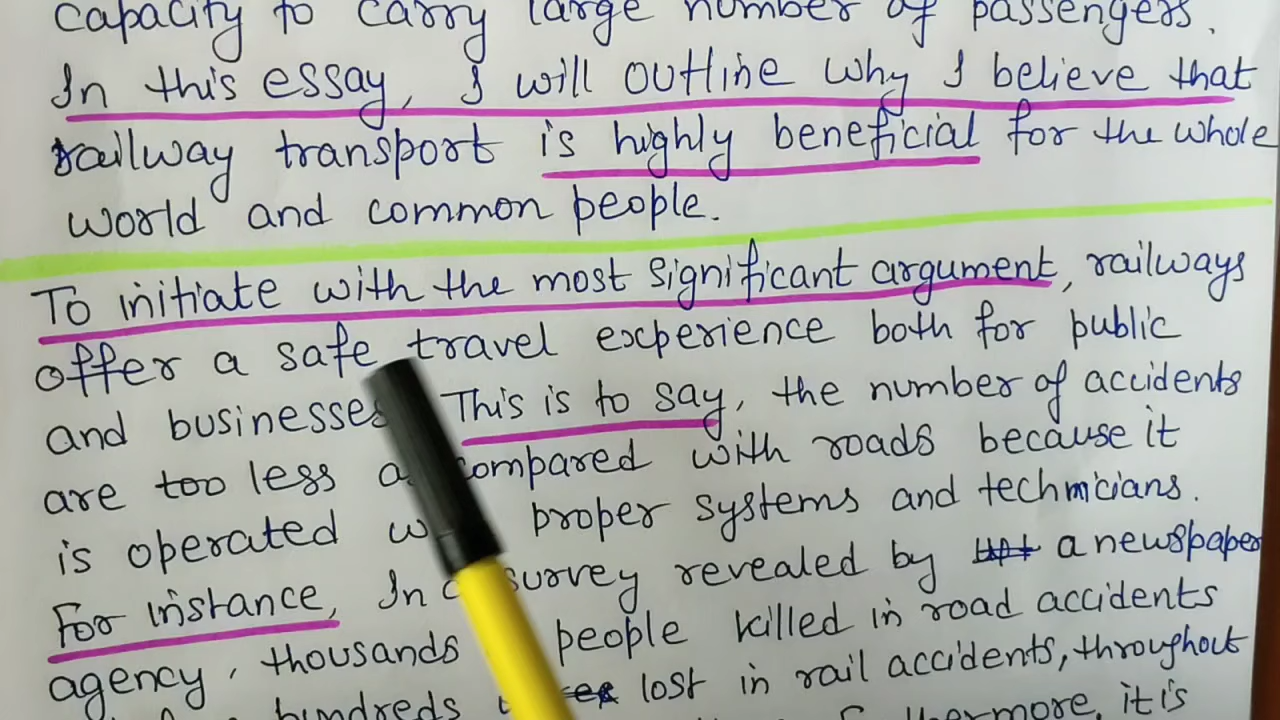 capacity to carry large number of passengers.
In this essay, I will outline why I believe that
railway transport is highly beneficial for the whole
world and common people.
To initiate with the most significant argument, railways
offer a safe travel experience both for public
and businesses This is to say, the number of accidents
are too less compared with roads because it
is operated proper systems and technicians.
For instance, In survey revealed by a newspaper
agency, thousands people killed in road accidents
hundreds lost in rail accidents, throughout
it is